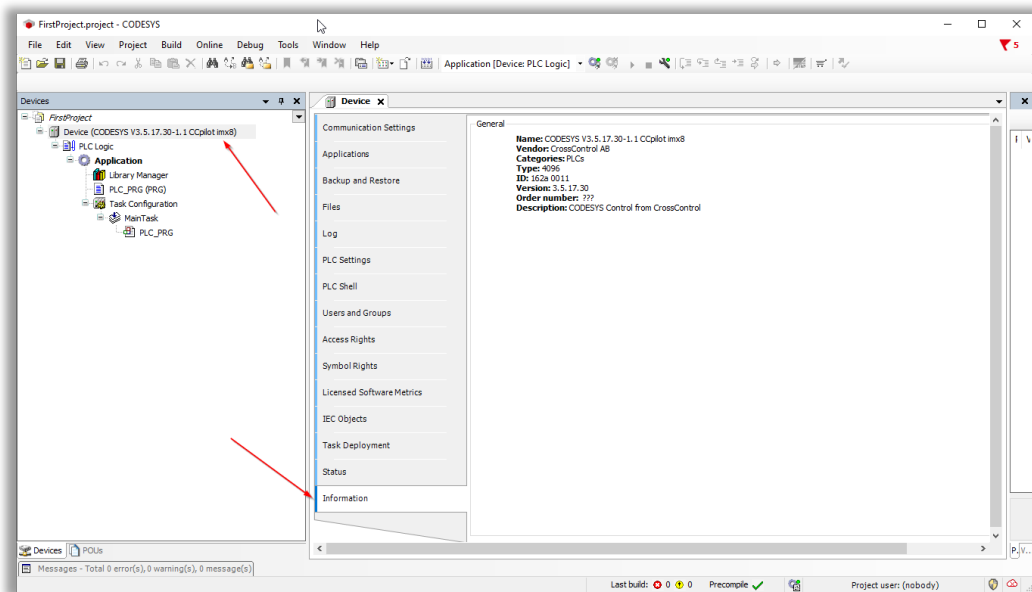 FirstProject.project - CODESYS
File Edit View Project Build Online Debug Tools Window Help
5
Application [Device: PLC Logic]
Devices
FirstProject
Device (CODESYS V3.5.17.30-1.1 CCpilot imx8)
PLC Logic
Application
Library Manager
PLC_PRG (PRG)
Task Configuration
MainTask
PLC_PRG
Devices
POUs
Device
Communication Settings
Applications
Backup and Restore
Files
Log
PLC Settings
PLC Shell
Users and Groups
Access Rights
Symbol Rights
Licensed Software Metrics
IEC Objects
Task Deployment
Status
Information
General
Name: CODESYS V3.5.17.30-1.1 CCpilot imx8
Vendor: CrossControl AB
Categories: PLCs
Type: 4096
ID: 162a 0011
Version: 3.5.17.30
Order number: ???
Description: CODESYS Control from CrossControl
P.. V...
Messages - Total 0 error(s), 0 warning(s), 0 message(s)
Last build: 0 0 Precompile Project user: (nobody)